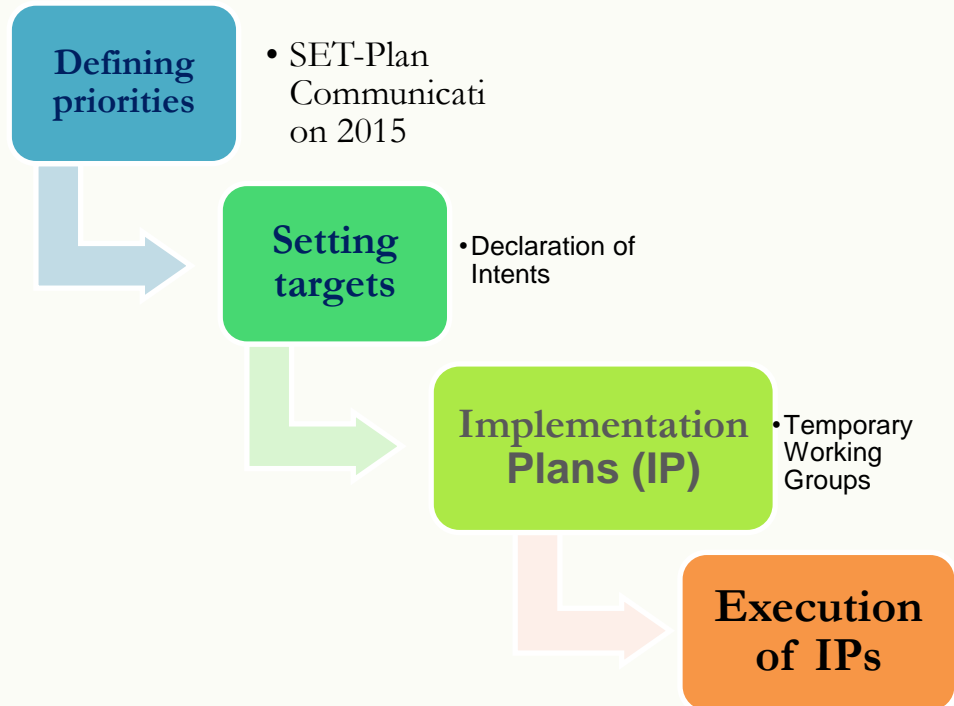 Defining
priorities
• SET-Plan
Communicati
on 2015
Setting
targets
•Declaration of
Intents
Implementation
Plans (IP)
•Temporary
Working
Groups
Execution
of IPs